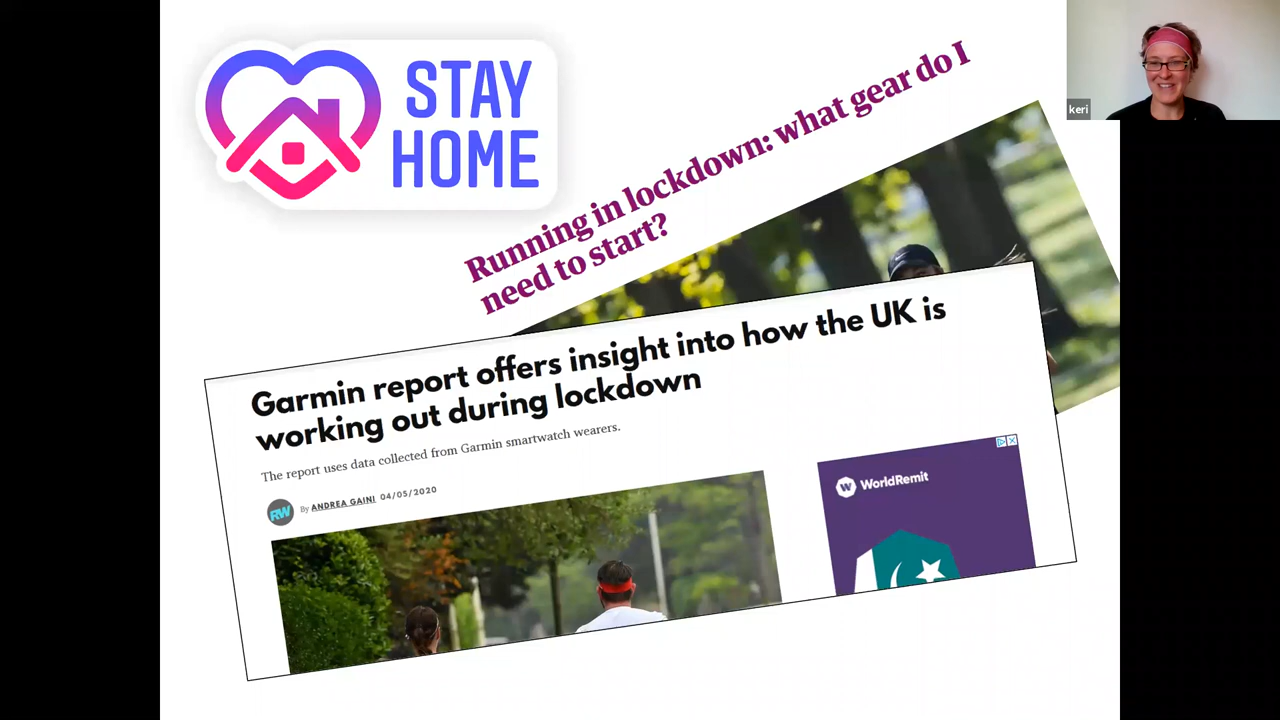 STAY
HOME
keri
Running in lockdown: what gear do I
need to start?
Garmin report offers insight into how the UK is
working out during lockdown
The report uses data collected from Garmin smartwatch wearers.
RW
By ANDREA GAINI 04/05/2020
W WorldRemit